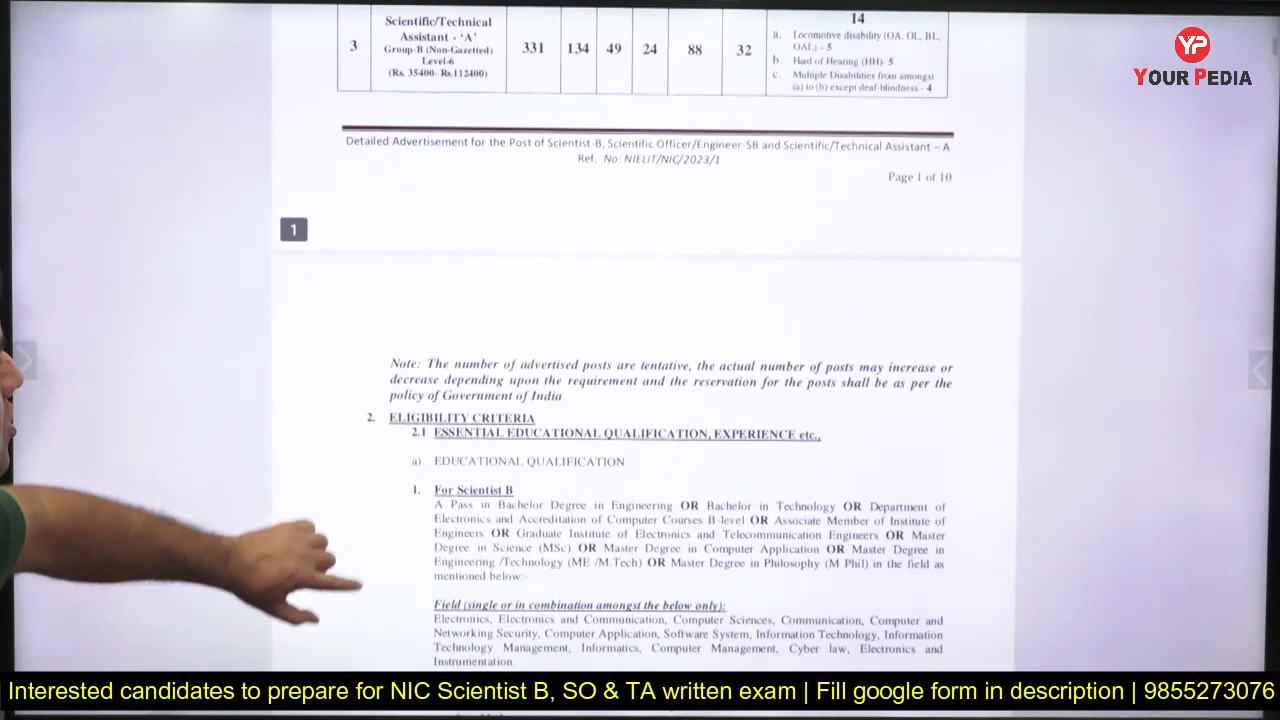 Scientific/Technical
Assistant - 'A'
Group-B (Non-Gazetted)
Level-6
(Rs. 35400- Rs.112400)
3
331
134
49
24
88
32
14
a. Locomotive disability (OA, OL, BL, OAL) – 5
b. Hard of Hearing (HH)- 5
c. Multiple Disabilities from amongst
(a) to (b) except deaf-blindness - 4
YP
YOUR PEDIA
Detailed Advertisement for the Post of Scientist-B, Scientific Officer/Engineer-SB and Scientific/Technical Assistant – A
Ref. No: NIELIT/NIC/2023/1
Page 1 of 10
1
Note: The number of advertised posts are tentative, the actual number of posts may increase or
decrease depending upon the requirement and the reservation for the posts shall be as per the
policy of Government of India
2. ELIGIBILITY CRITERIA
2.1 ESSENTIAL EDUCATIONAL QUALIFICATION, EXPERIENCE etc.,
a) EDUCATIONAL QUALIFICATION
1. For Scientist B
A Pass in Bachelor Degree in Engineering OR Bachelor in Technology OR Department of
Electronics and Accreditation of Computer Courses B-level OR Associate Member of Institute of
Engineers OR Graduate Institute of Electronics and Telecommunication Engineers OR Master
Degree in Science (MSc) OR Master Degree in Computer Application OR Master Degree in
Engineering /Technology (ME /M.Tech) OR Master Degree in Philosophy (M Phil) in the field as
mentioned below:-
Field (single or in combination amongst the below only):
Electronics, Electronics and Communication, Computer Sciences, Communication, Computer and
Networking Security, Computer Application, Software System, Information Technology, Information
Technology Management, Informatics, Computer Management, Cyber law, Electronics and
Instrumentation.
Interested candidates to prepare for NIC Scientist B, SO & TA written exam | Fill google form in description | 9855273076